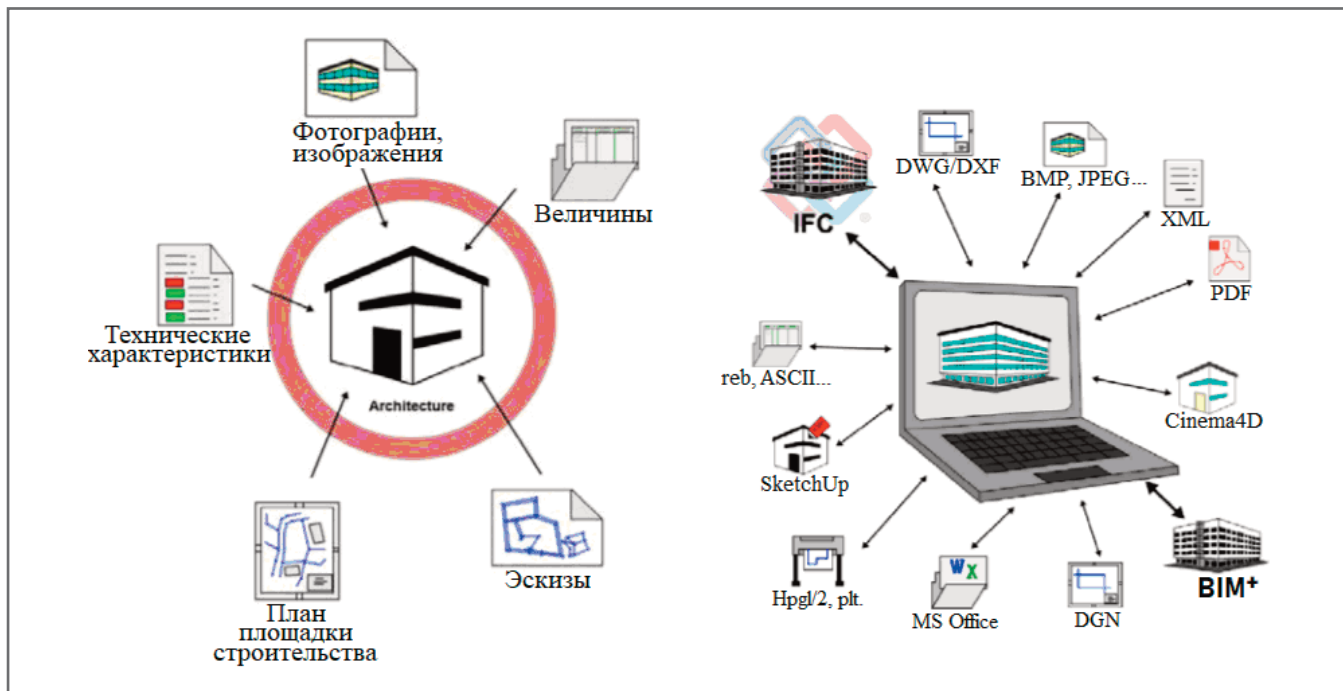 Фотографии,
изображения
Величины
Технические
характеристики
Architecture
План
площадки
строительства
Эскизы
IFC
®
DWG/DXF
BMP, JPEG...
XML
PDF
reb, ASCII...
Cinema4D
SketchUp
Hpgl/2, plt.
W X
MS Office
DGN
BIM+